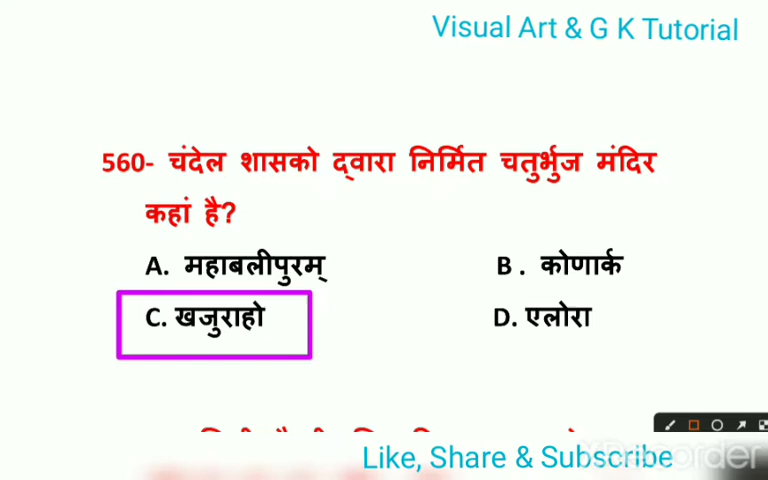 Visual Art & G K Tutorial
560- चंदेल शासको द्वारा निर्मित चतुर्भुज मंदिर
कहां है?
A. महाबलीपुरम् B . कोणार्क
C. खजुराहो D. एलोरा
Like, Share & Subscribe